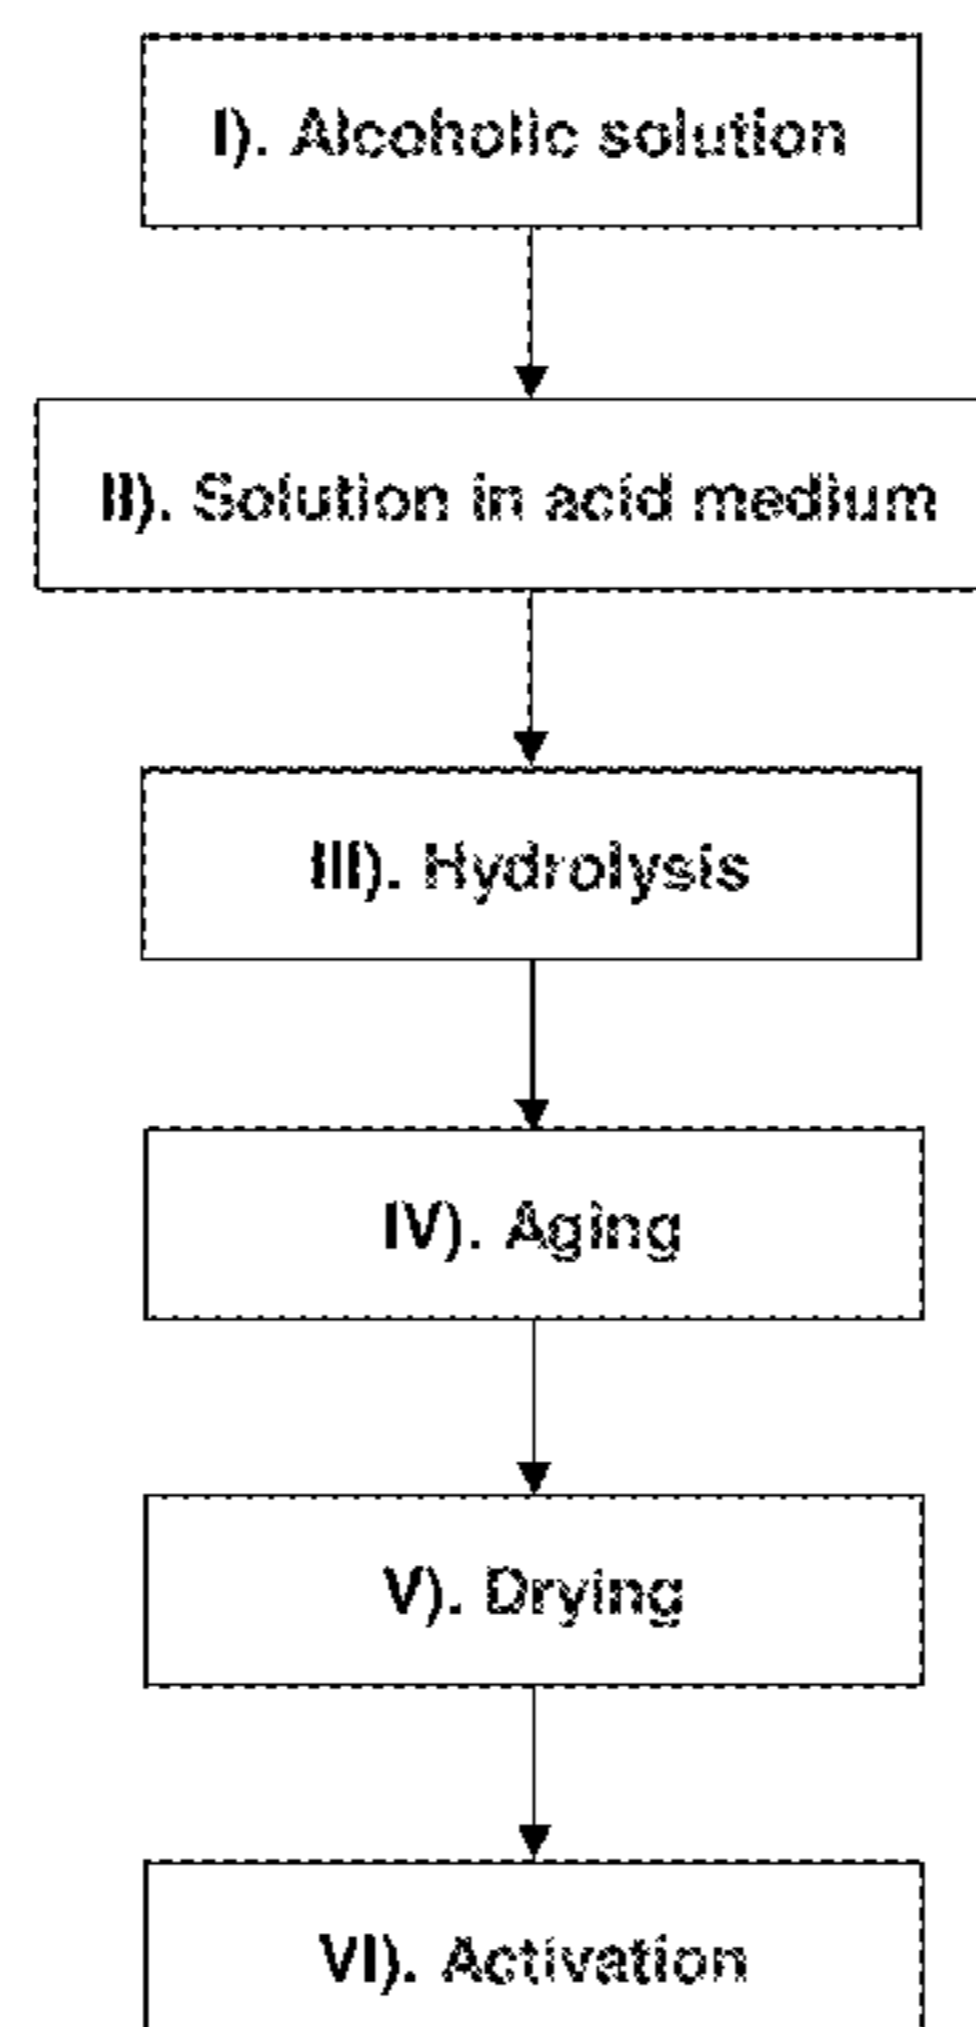 I). Alcoholic solution
II). Solution in acid medium
III). Hydrolysis
IV). Aging
V). Drying
VI). Activation